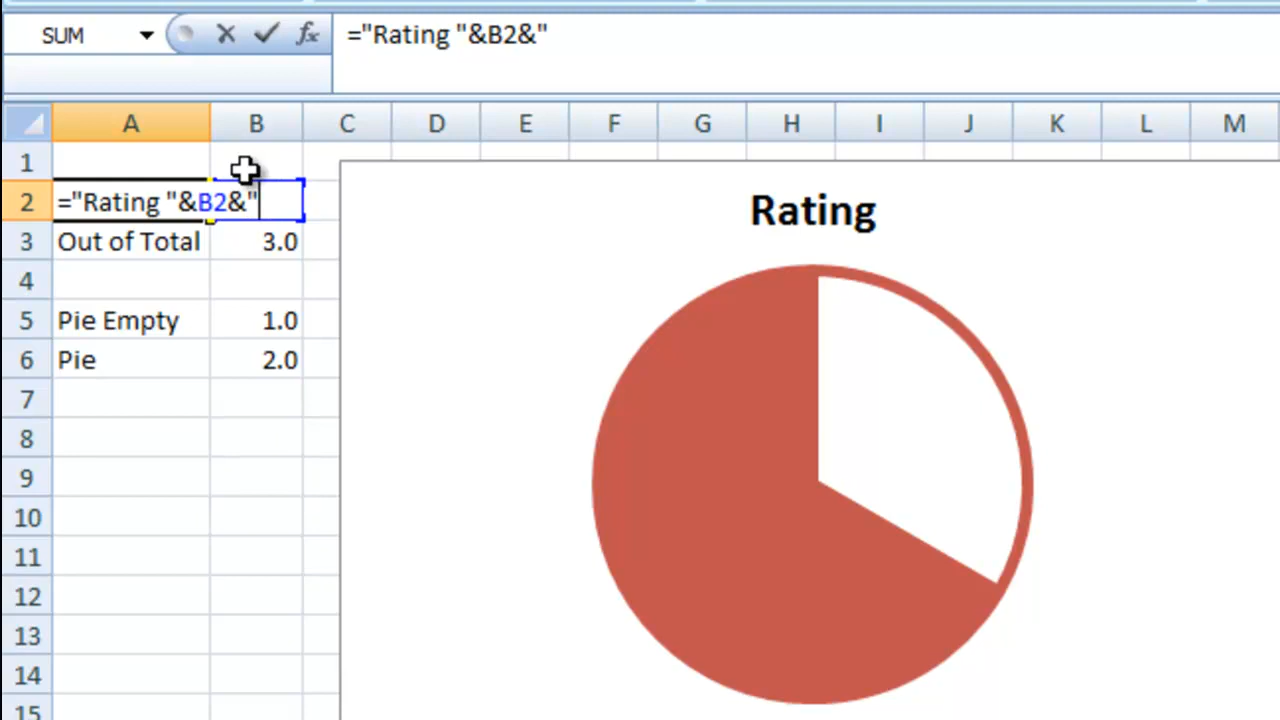 SUM fx ="Rating "&B2&"
A B C D E F G H I J K L M
1
2 ="Rating "&B2&"
3 Out of Total 3.0
4
5 Pie Empty 1.0
6 Pie 2.0
7
8
9
10
11
12
13
14
15
Rating